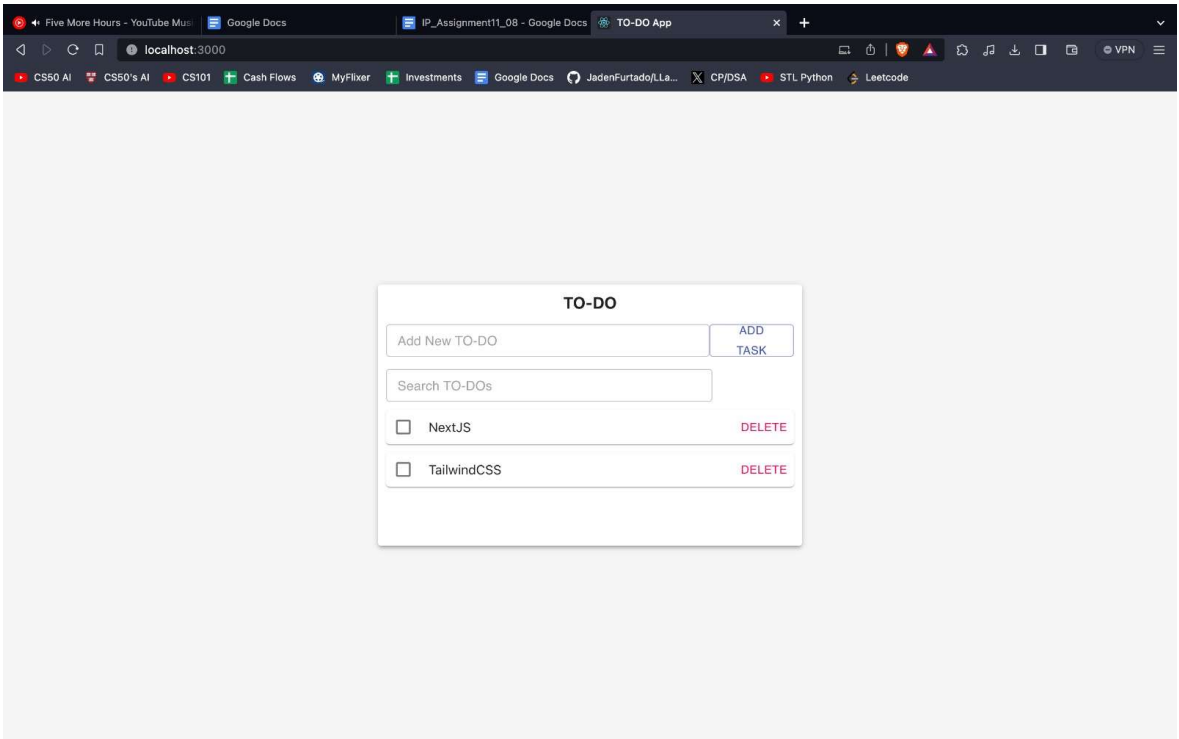 Five More Hours - YouTube Musi Google Docs IP_Assignment11_08 - Google Docs TO-DO App
localhost:3000 VPN
CS50 AI CS50's AI CS101 Cash Flows MyFlixer Investments Google Docs JadenFurtado/LLa... CP/DSA STL Python Leetcode
TO-DO
Add New TO-DO
ADD
TASK
Search TO-DOs
NextJS DELETE
TailwindCSS DELETE